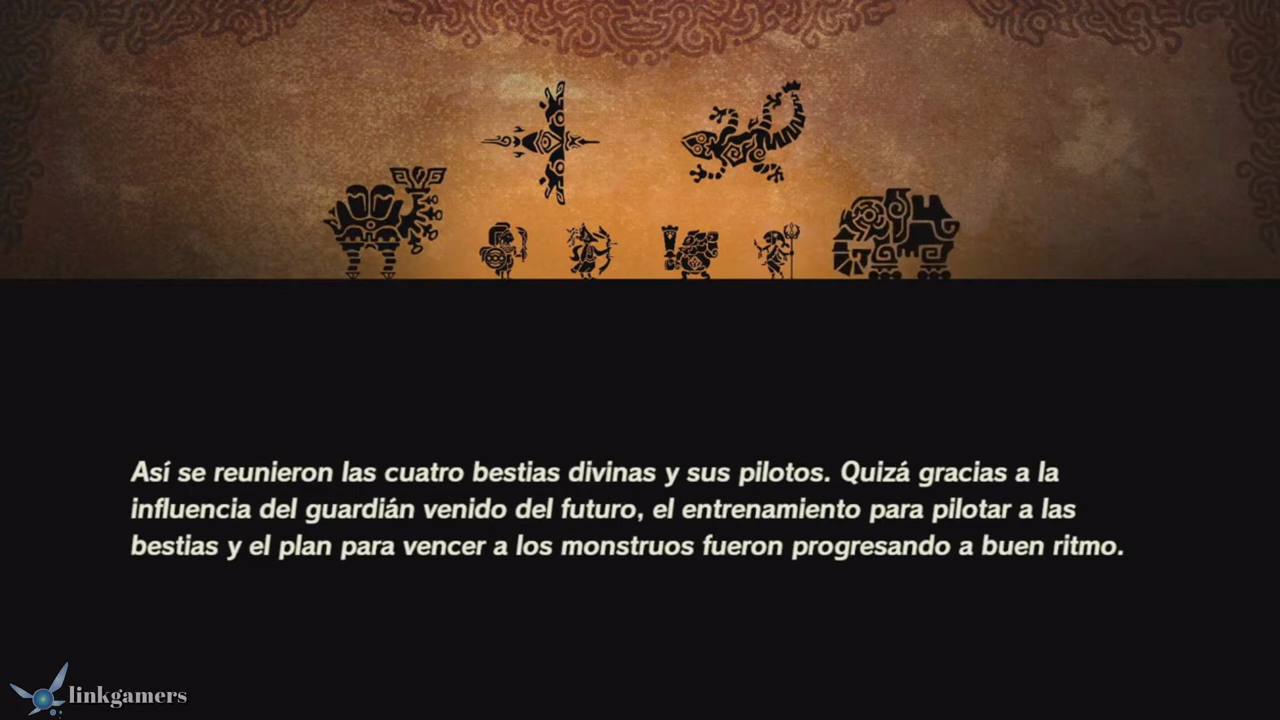 Así se reunieron las cuatro bestias divinas y sus pilotos. Quizá gracias a la
influencia del guardián venido del futuro, el entrenamiento para pilotar a las
bestias y el plan para vencer a los monstruos fueron progresando a buen ritmo.
linkgamers